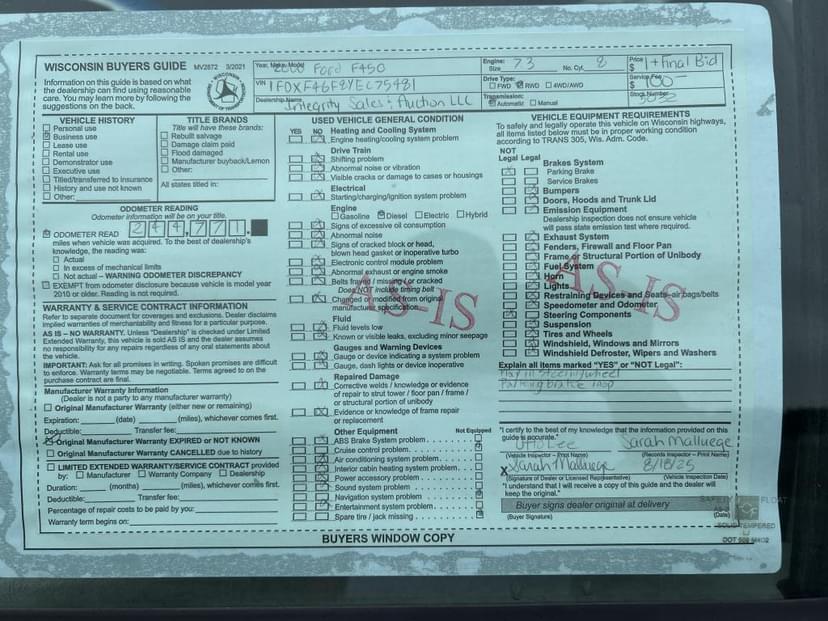 WISCONSIN BUYERS GUIDE MV2872 3/2021
Information on this guide is based on what
the dealership can find using reasonable
care. You may learn more by following the
suggestions on the back.
WISCONSIN
Year, Make, Model 2000 Ford F450
VIN 1FDXF46F8YEC75481
Dealership Name Integrity Sales & Auction LLC
Engine:
Size 7.3 No. Cyl. 8
Drive Type:
FWD RWD 4WD/AWD
Transmission:
Automatic Manual
Price
$ 1+Final Bid
Service Fee
$ 100-
Stock Number
VEHICLE HISTORY
Personal use
Business use
Lease use
Rental use
Demonstrator use
Executive use
Titled/transferred to insurance
History and use not known
Other:
TITLE BRANDS
Title will have these brands:
Rebuilt salvage
Damage claim paid
Flood damaged
Manufacturer buyback/Lemon
Other:
All states titled in:
ODOMETER READING
Odometer information will be on your title.
ODOMETER READ 244,771.
miles when vehicle was acquired. To the best of dealership's
knowledge, the reading was:
Actual
In excess of mechanical limits
Not actual – WARNING ODOMETER DISCREPANCY
EXEMPT from odometer disclosure because vehicle is model year
2010 or older. Reading is not required.
WARRANTY & SERVICE CONTRACT INFORMATION
Refer to separate document for coverages and exclusions. Dealer disclaims
implied warranties of merchantability and fitness for a particular purpose.
AS IS – NO WARRANTY. Unless "Dealership" is checked under Limited
Extended Warranty, this vehicle is sold AS IS and the dealer assumes
no responsibility for any repairs regardless of any oral statements about
the vehicle.
IMPORTANT: Ask for all promises in writing. Spoken promises are difficult
to enforce. Warranty terms may be negotiable. Terms agreed to on the
purchase contract are final.
Manufacturer Warranty Information
(Dealer is not a party to any manufacturer warranty)
Original Manufacturer Warranty (either new or remaining)
Expiration: (date) (miles), whichever comes first.
Deductible: Transfer fee:
Original Manufacturer Warranty EXPIRED or NOT KNOWN
Original Manufacturer Warranty CANCELLED due to history
LIMITED EXTENDED WARRANTY/SERVICE CONTRACT provided
by: Manufacturer Warranty Company Dealership
Duration: (months) (miles), whichever comes first.
Deductible: Transfer fee:
Percentage of repair costs to be paid by you:
Warranty term begins on:
USED VEHICLE GENERAL CONDITION
YES NO
Heating and Cooling System
Engine heating/cooling system problem
Drive Train
Shifting problem
Abnormal noise or vibration
Visible cracks or damage to cases or housings
Electrical
Starting/charging/ignition system problem
Engine
Gasoline Diesel Electric Hybrid
Signs of excessive oil consumption
Abnormal noise
Signs of cracked block or head,
blown head gasket or inoperative turbo
Electronic control module problem
Abnormal exhaust or engine smoke
Belts frayed, missing or cracked
Does NOT include timing belt
Changed or modified from original
manufacturer specification
Fluid
Fluid levels low
Known or visible leaks, excluding minor seepage
Gauges and Warning Devices
Gauge or device indicating a system problem
Gauge, dash lights or device inoperative
Repaired Damage
Corrective welds / knowledge or evidence
of repair to strut tower / floor pan / frame /
or structural portion of unibody
Evidence or knowledge of frame repair
or replacement
Other Equipment Not Equipped
ABS Brake System problem
Cruise control problem
Air conditioning system problem
Interior cabin heating system problem
Power accessory problem
Sound system problem
Navigation system problem
Entertainment system problem
Spare tire / jack missing
AS-IS
VEHICLE EQUIPMENT REQUIREMENTS
To safely and legally operate this vehicle on Wisconsin highways,
all items listed below must be in proper working condition
according to TRANS 305, Wis. Adm. Code.
NOT
Legal Legal
Brakes System
Parking Brake
Service Brakes
Bumpers
Doors, Hoods and Trunk Lid
Emission Equipment
Dealership inspection does not ensure vehicle
will pass state emission test where required.
Exhaust System
Fenders, Firewall and Floor Pan
Frame or Structural Portion of Unibody
Fuel System
Horn
Lights
Restraining Devices and Seats–air bags/belts
Speedometer and Odometer
Steering Components
Suspension
Tires and Wheels
Windshield, Windows and Mirrors
Windshield Defroster, Wipers and Washers
AS-IS
Explain all items marked "YES" or "NOT Legal":
Play in steering wheel
Parking brake inop
"I certify to the best of my knowledge that the information provided on this
guide is accurate."
Otto Lee Sarah Malluege
(Vehicle Inspector – Print Name) (Records Inspector – Print Name)
X Sarah Malluege 8/18/25
(Signature of Dealer or Licensed Representative) (Vehicle Inspection Date)
"I understand that I will receive a copy of this guide and the dealer will
keep the original."
Buyer signs dealer original at delivery
(Buyer Signature) (Date)
BUYERS WINDOW COPY
SAFETY FLOAT
SOLID TEMPERED